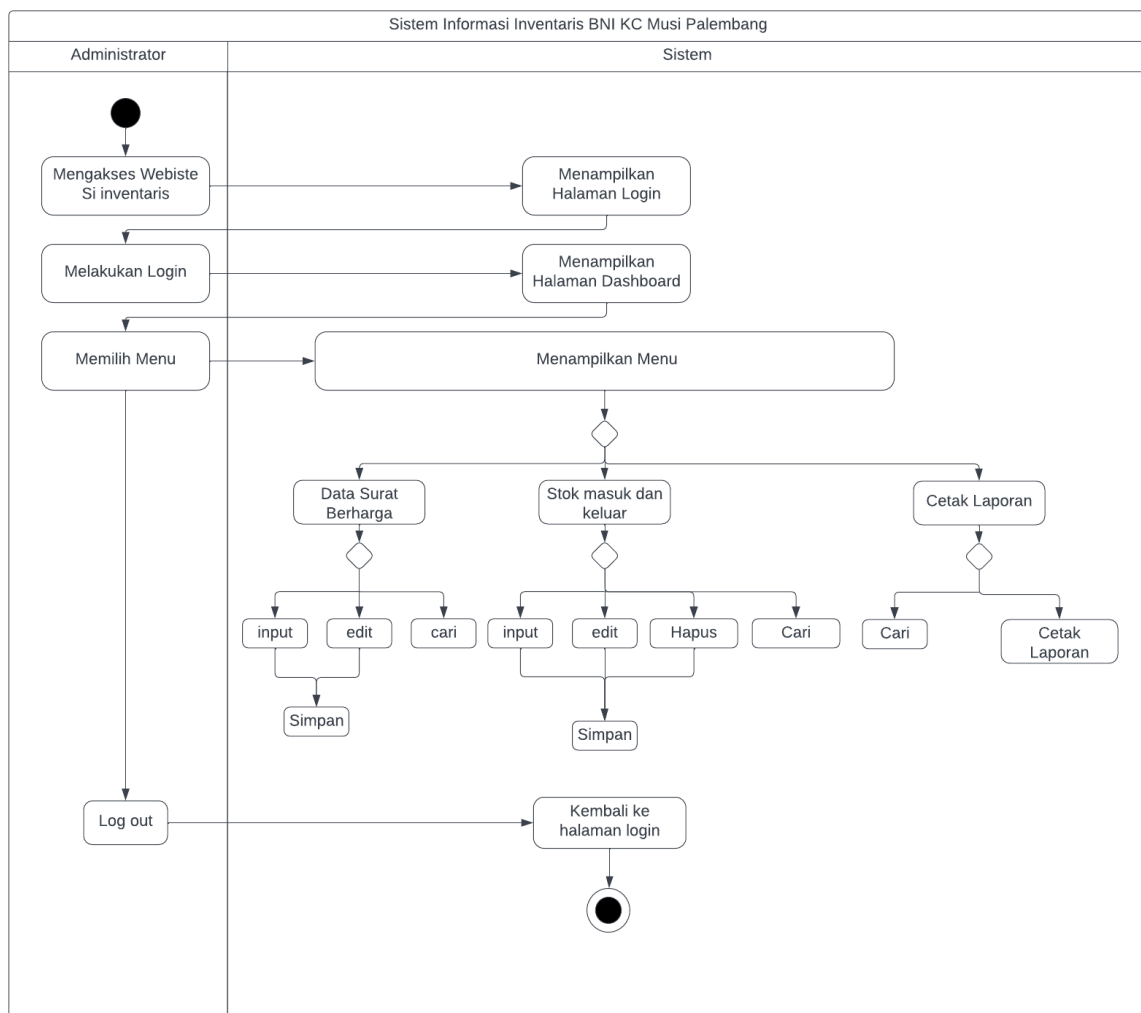 Sistem Informasi Inventaris BNI KC Musi Palembang
Administrator
Sistem
Mengakses Webiste
Si inventaris
Menampilkan
Halaman Login
Melakukan Login
Menampilkan
Halaman Dashboard
Memilih Menu
Menampilkan Menu
Data Surat
Berharga
Stok masuk dan
keluar
Cetak Laporan
input
edit
cari
input
edit
Hapus
Cari
Cari
Cetak
Laporan
Simpan
Simpan
Log out
Kembali ke
halaman login